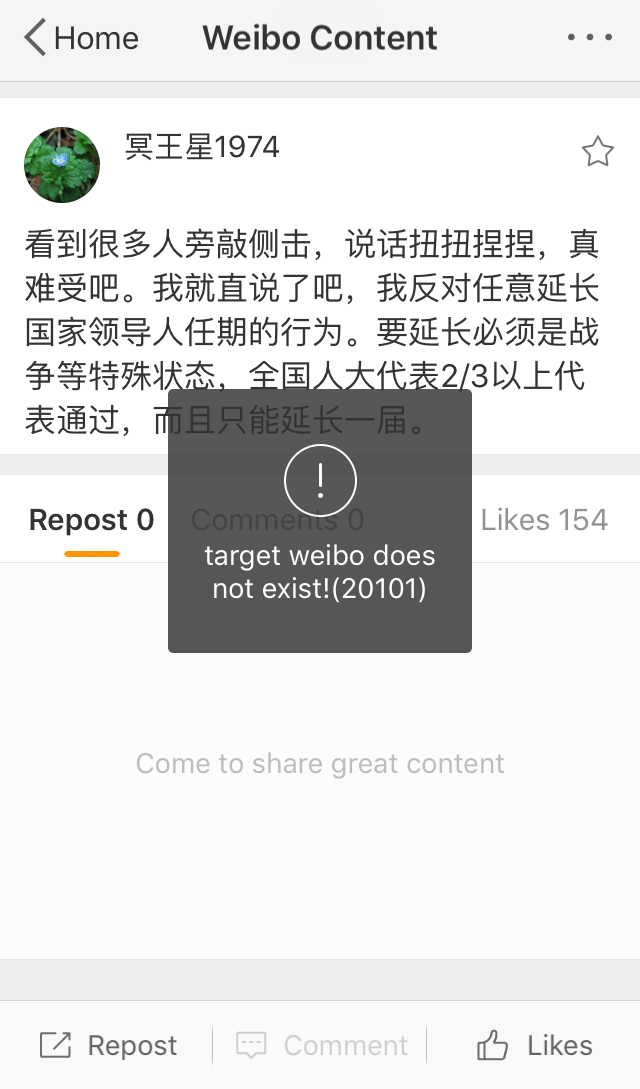 Home
Weibo Content
冥王星1974
看到很多人旁敲侧击，说话扭扭捏捏，真
难受吧。我就直说了吧，我反对任意延长
国家领导人任期的行为。要延长必须是战
争等特殊状态，全国人大代表2/3以上代
表通过，而且只能延长一届。
Repost 0
Comments 0
Likes 154
target weibo does
not exist!(20101)
Come to share great content
Repost
Comment
Likes